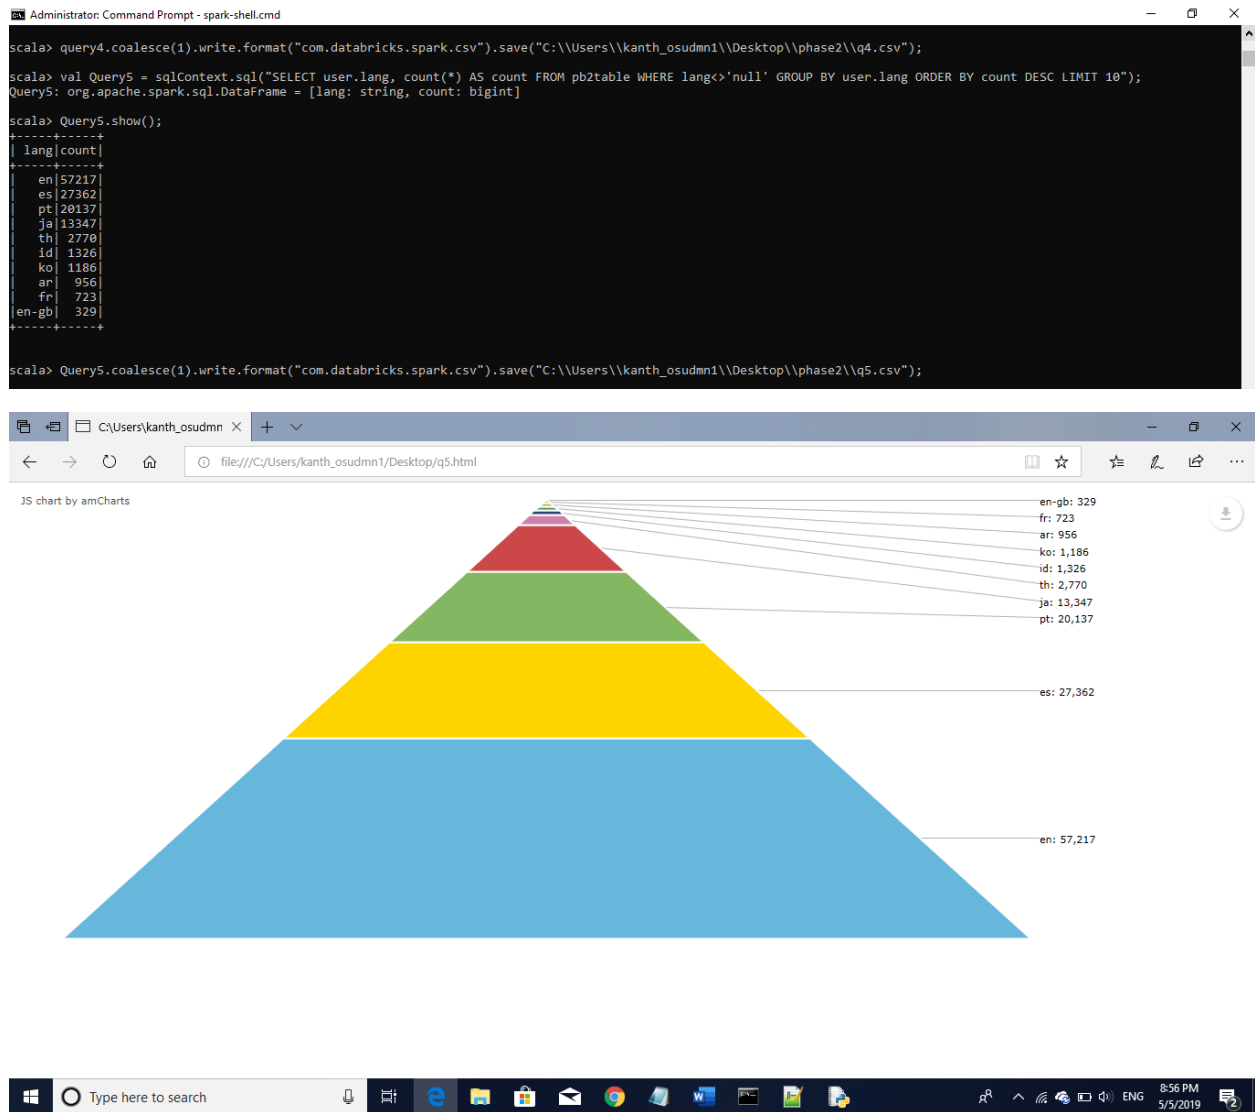 Administrator: Command Prompt - spark-shell.cmd
scala> query4.coalesce(1).write.format("com.databricks.spark.csv").save("C:\\Users\\kanth_osudmn1\\Desktop\\phase2\\q4.csv");
scala> val Query5 = sqlContext.sql("SELECT user.lang, count(*) AS count FROM pb2table WHERE lang<>'null' GROUP BY user.lang ORDER BY count DESC LIMIT 10");
Query5: org.apache.spark.sql.DataFrame = [lang: string, count: bigint]
scala> Query5.show();
+-----+-----+
| lang|count|
+-----+-----+
|   en|57217|
|   es|27362|
|   pt|20137|
|   ja|13347|
|   th| 2770|
|   id| 1326|
|   ko| 1186|
|   ar|  956|
|   fr|  723|
|en-gb|  329|
+-----+-----+
scala> Query5.coalesce(1).write.format("com.databricks.spark.csv").save("C:\\Users\\kanth_osudmn1\\Desktop\\phase2\\q5.csv");
C:\Users\kanth_osudmn
file:///C:/Users/kanth_osudmn1/Desktop/q5.html
JS chart by amCharts
en-gb: 329
fr: 723
ar: 956
ko: 1,186
id: 1,326
th: 2,770
ja: 13,347
pt: 20,137
es: 27,362
en: 57,217
Type here to search
ENG
8:56 PM
5/5/2019
2